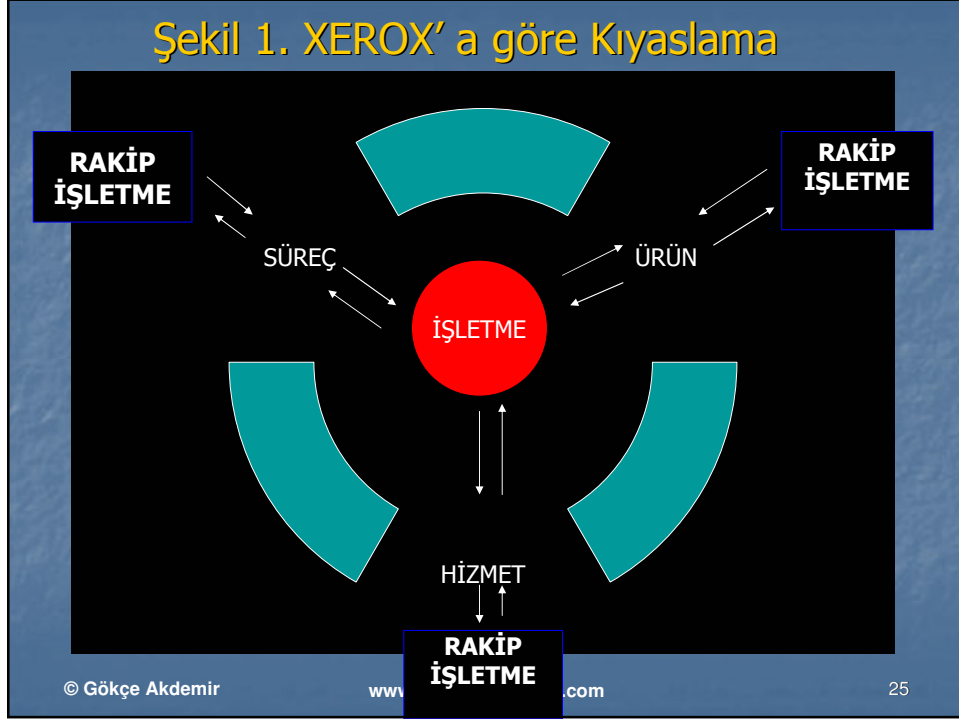 Şekil 1. XEROX’ a göre Kıyaslama
RAKİP
İŞLETME
RAKİP
İŞLETME
SÜREÇ
ÜRÜN
İŞLETME
HİZMET
RAKİP
İŞLETME
© Gökçe Akdemir
.com
25